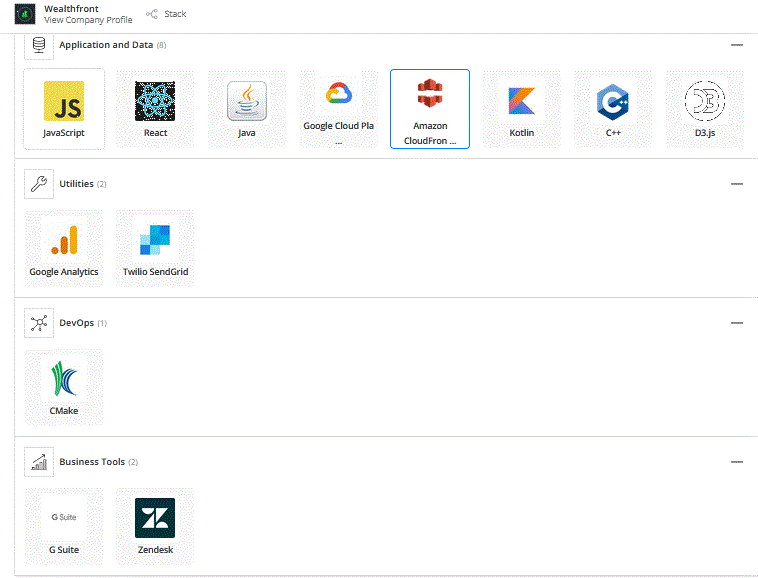 Wealthfront
View Company Profile
Stack
Application and Data (8)
JS
JavaScript
React
Java
Google Cloud Pla
...
Amazon
CloudFron ...
Kotlin
C++
C++
D3
D3.js
Utilities (2)
Google Analytics
Twilio SendGrid
DevOps (1)
CMake
Business Tools (2)
G Suite
G Suite
Zendesk